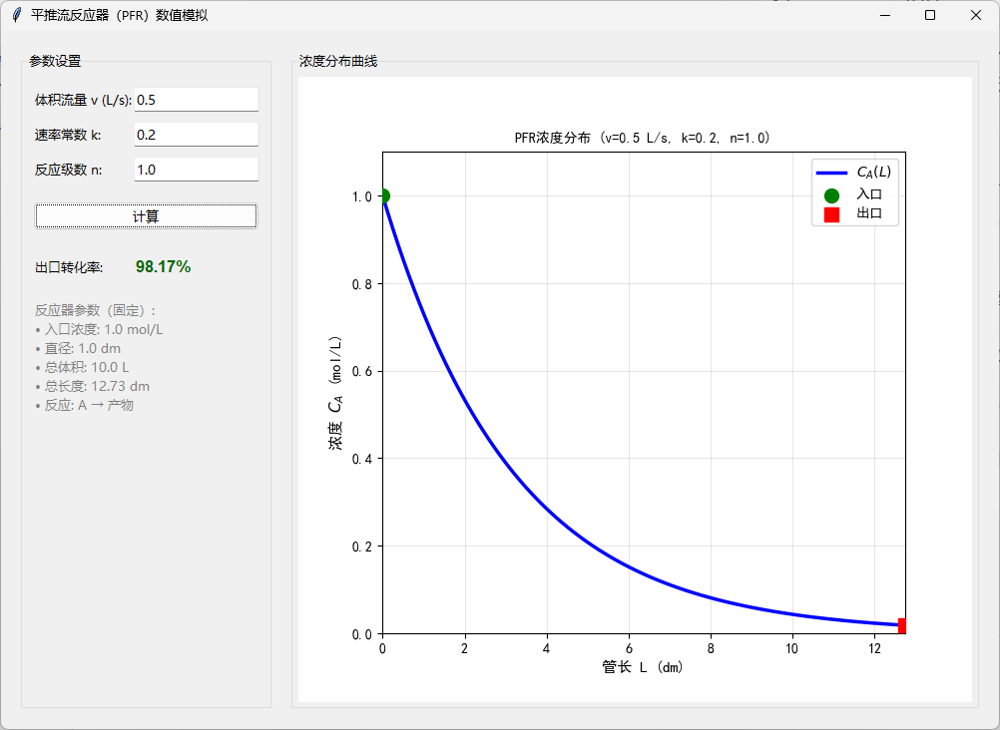 平推流反应器（PFR）数值模拟
参数设置
体积流量 v (L/s): 0.5
速率常数 k: 0.2
反应级数 n: 1.0
计算
出口转化率: 98.17%
反应器参数（固定）:
• 入口浓度: 1.0 mol/L
• 直径: 1.0 dm
• 总体积: 10.0 L
• 总长度: 12.73 dm
• 反应: A → 产物
浓度分布曲线
PFR浓度分布 (v=0.5 L/s, k=0.2, n=1.0)
C_A(L)
入口
出口
浓度 C_A (mol/L)
1.0
0.8
0.6
0.4
0.2
0.0
0 2 4 6 8 10 12
管长 L (dm)